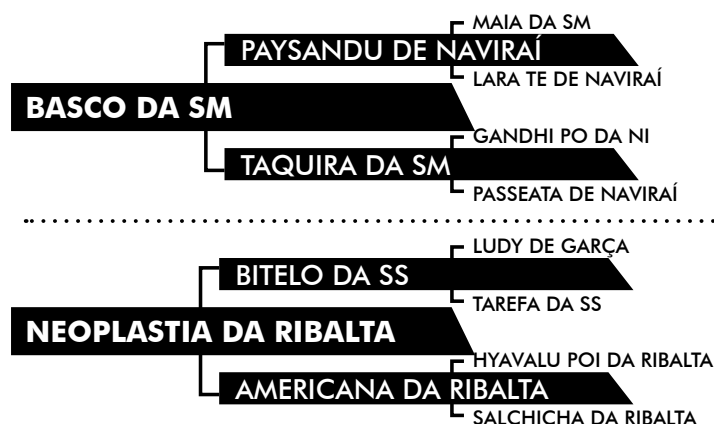 MAIA DA SM
PAYSANDU DE NAVIRAÍ
LARA TE DE NAVIRAÍ
BASCO DA SM
GANDHI PO DA NI
TAQUIRA DA SM
PASSEATA DE NAVIRAÍ
LUDY DE GARÇA
BITELO DA SS
TAREFA DA SS
NEOPLASTIA DA RIBALTA
HYAVALU POI DA RIBALTA
AMERICANA DA RIBALTA
SALCHICHA DA RIBALTA